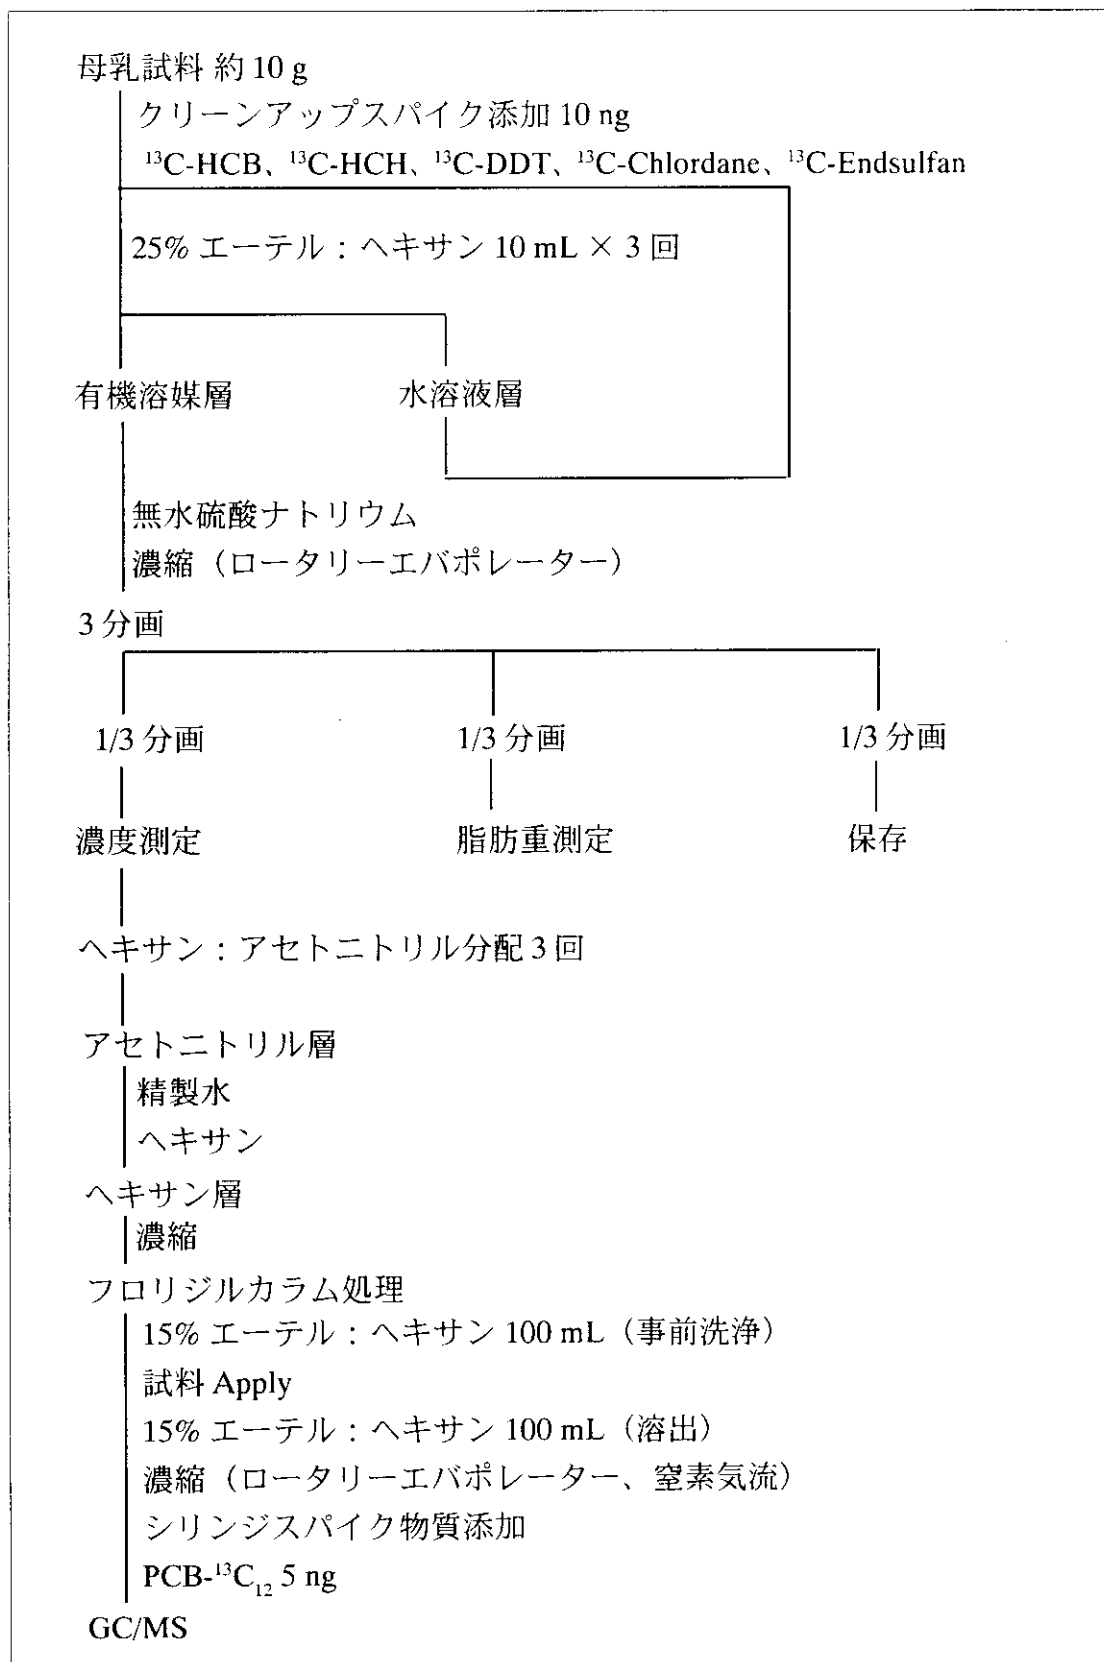 母乳試料 約 10 g
クリーンアップスパイク添加 10 ng
¹³C-HCB、¹³C-HCH、¹³C-DDT、¹³C-Chlordane、¹³C-Endsulfan
25% エーテル：ヘキサン 10 mL × 3 回
有機溶媒層 水溶液層
無水硫酸ナトリウム
濃縮（ロータリーエバポレーター）
3 分画
1/3 分画 1/3 分画 1/3 分画
濃度測定 脂肪重測定 保存
ヘキサン：アセトニトリル分配 3 回
アセトニトリル層
精製水
ヘキサン
ヘキサン層
濃縮
フロリジルカラム処理
15% エーテル：ヘキサン 100 mL（事前洗浄）
試料 Apply
15% エーテル：ヘキサン 100 mL（溶出）
濃縮（ロータリーエバポレーター、窒素気流）
シリンジスパイク物質添加
PCB-¹³C₁₂ 5 ng
GC/MS